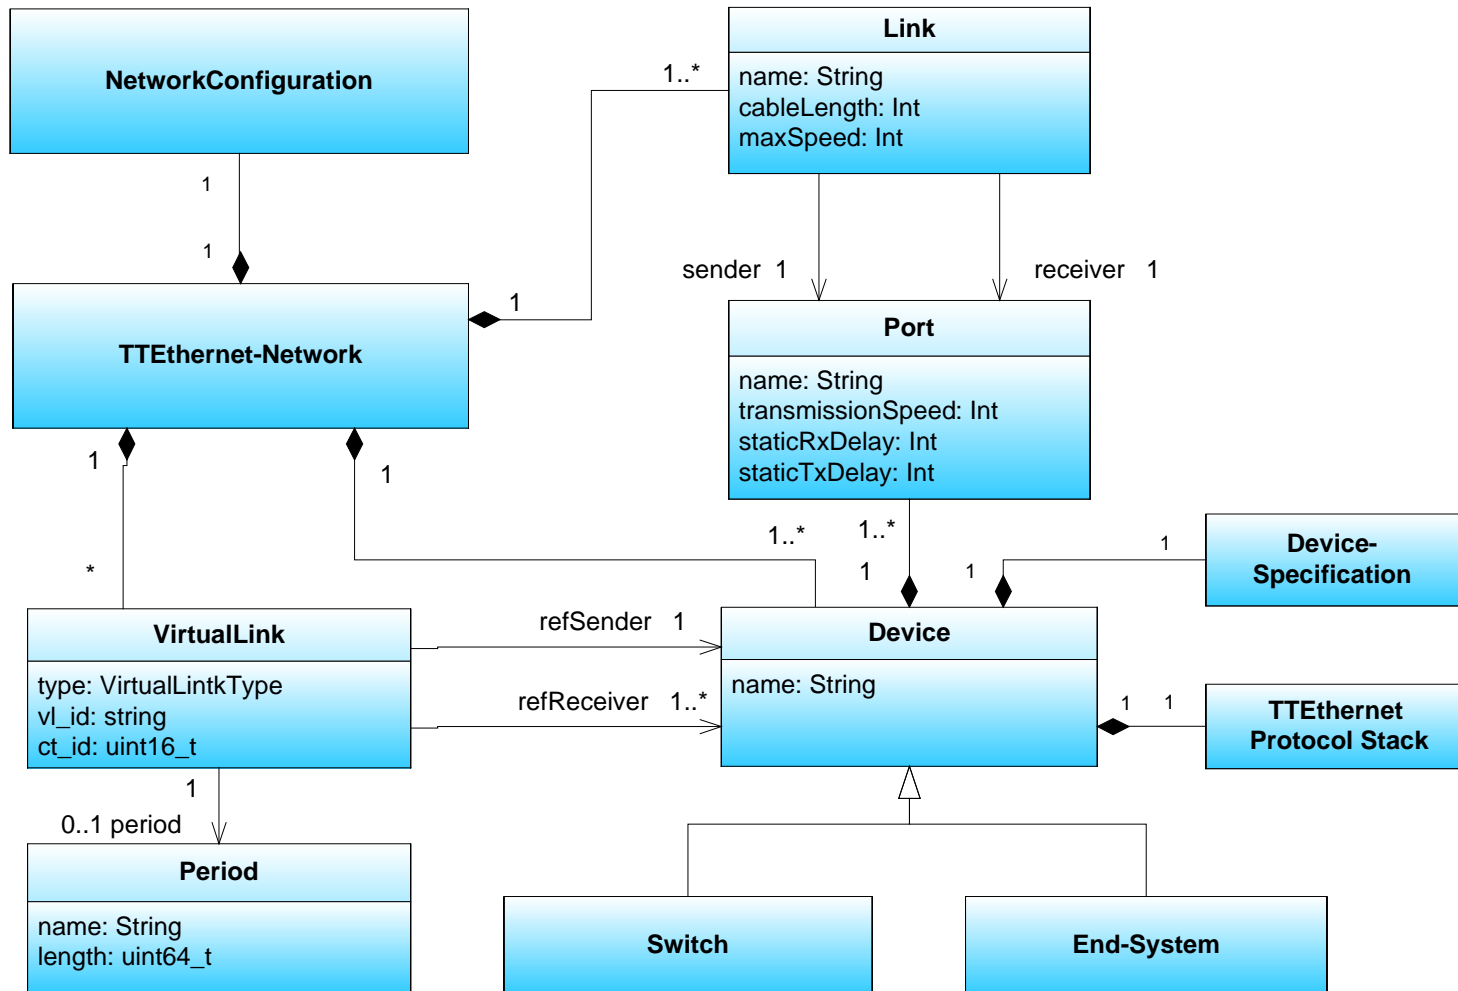 NetworkConfiguration
1
1
TTEthernet-Network
1
1..*
Link
name: String
cableLength: Int
maxSpeed: Int
sender 1
receiver 1
Port
name: String
transmissionSpeed: Int
staticRxDelay: Int
staticTxDelay: Int
1
*
1
1..*
1..*
1
1
1
Device-
Specification
VirtualLink
type: VirtualLintkType
vl_id: string
ct_id: uint16_t
refSender 1
refReceiver 1..*
Device
name: String
1
1
TTEthernet
Protocol Stack
1
0..1 period
Period
name: String
length: uint64_t
Switch
End-System